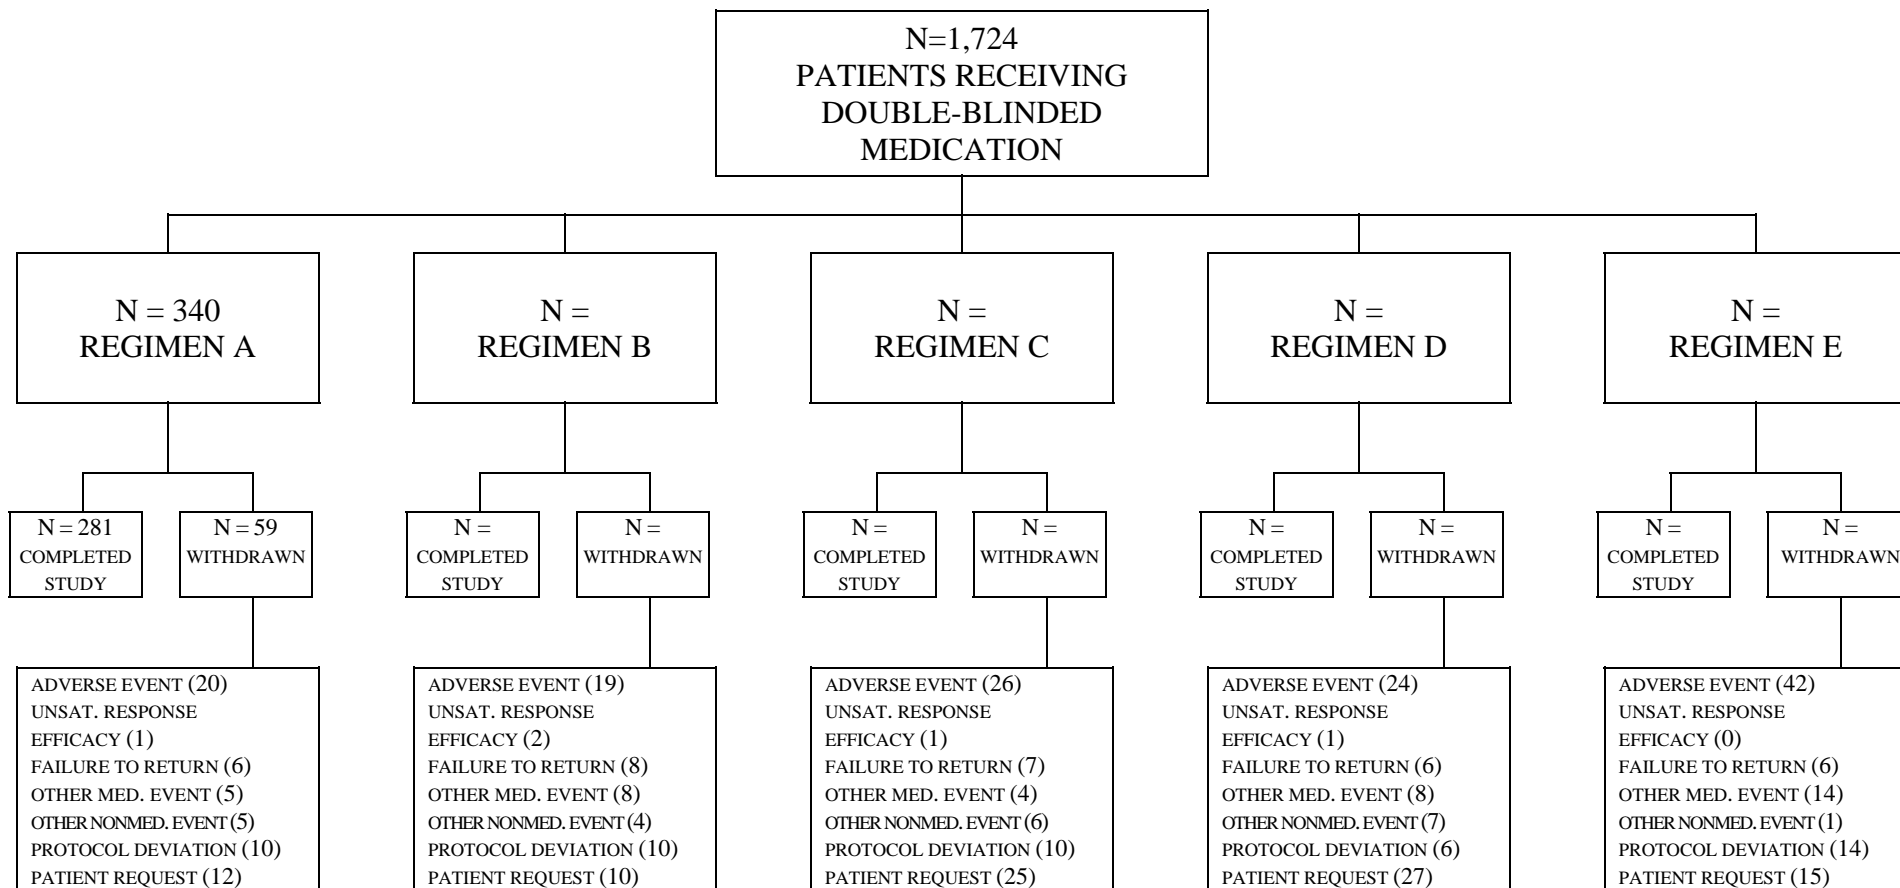 N=1,724
PATIENTS RECEIVING
DOUBLE-BLINDED
MEDICATION
N = 340
REGIMEN A
N =
REGIMEN B
N =
REGIMEN C
N =
REGIMEN D
N =
REGIMEN E
N = 281
COMPLETED
STUDY
N = 59
WITHDRAWN
N =
COMPLETED
STUDY
N =
WITHDRAWN
N =
COMPLETED
STUDY
N =
WITHDRAWN
N =
COMPLETED
STUDY
N =
WITHDRAWN
N =
COMPLETED
STUDY
N =
WITHDRAWN
ADVERSE EVENT (20)
UNSAT. RESPONSE
EFFICACY (1)
FAILURE TO RETURN (6)
OTHER MED. EVENT (5)
OTHER NONMED. EVENT (5)
PROTOCOL DEVIATION (10)
PATIENT REQUEST (12)
ADVERSE EVENT (19)
UNSAT. RESPONSE
EFFICACY (2)
FAILURE TO RETURN (8)
OTHER MED. EVENT (8)
OTHER NONMED. EVENT (4)
PROTOCOL DEVIATION (10)
PATIENT REQUEST (10)
ADVERSE EVENT (26)
UNSAT. RESPONSE
EFFICACY (1)
FAILURE TO RETURN (7)
OTHER MED. EVENT (4)
OTHER NONMED. EVENT (6)
PROTOCOL DEVIATION (10)
PATIENT REQUEST (25)
ADVERSE EVENT (24)
UNSAT. RESPONSE
EFFICACY (1)
FAILURE TO RETURN (6)
OTHER MED. EVENT (8)
OTHER NONMED. EVENT (7)
PROTOCOL DEVIATION (6)
PATIENT REQUEST (27)
ADVERSE EVENT (42)
UNSAT. RESPONSE
EFFICACY (0)
FAILURE TO RETURN (6)
OTHER MED. EVENT (14)
OTHER NONMED. EVENT (1)
PROTOCOL DEVIATION (14)
PATIENT REQUEST (15)